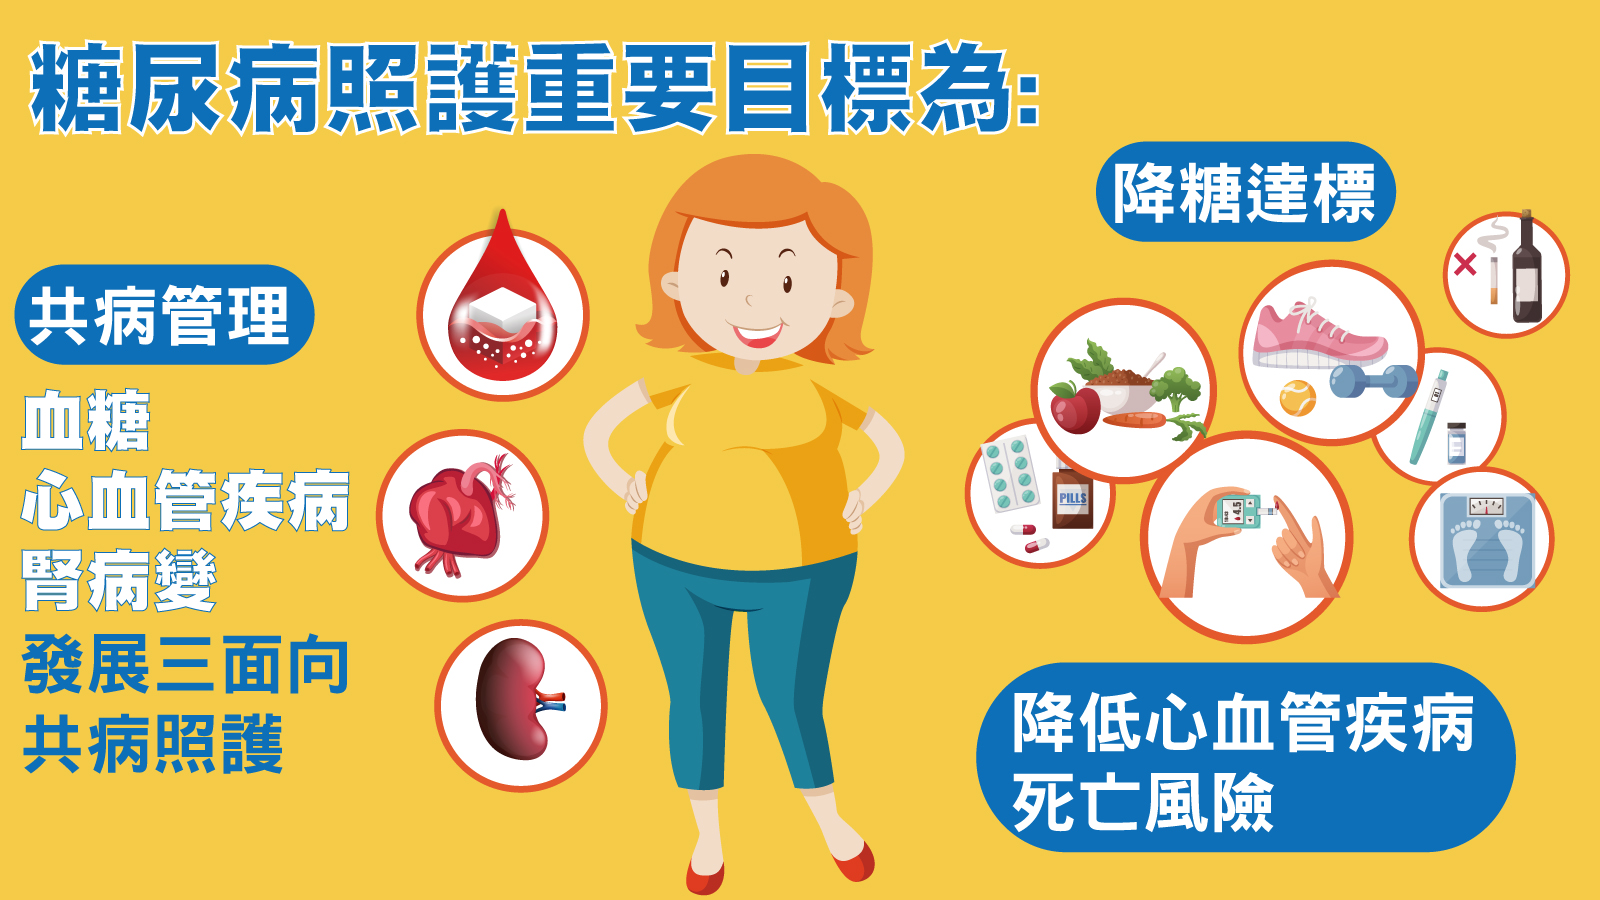 糖尿病照護重要目標為:
共病管理
血糖
心血管疾病
腎病變
發展三面向
共病照護
降糖達標
PILLS
4.5
降低心血管疾病
死亡風險